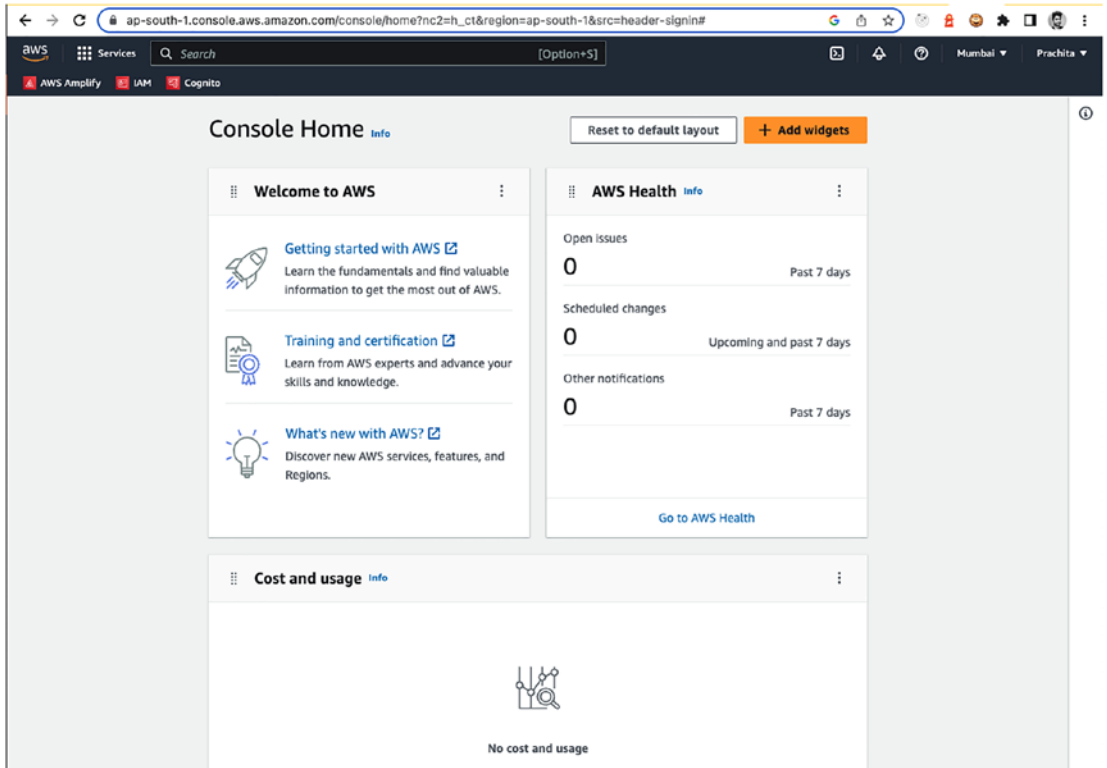 ap-south-1.console.aws.amazon.com/console/home?nc2=h_ct&region=ap-south-1&src=header-signin#
aws Services Search [Option+S] Mumbai Prachita
AWS Amplify IAM Cognito
Console Home Info Reset to default layout + Add widgets
Welcome to AWS
Getting started with AWS
Learn the fundamentals and find valuable
information to get the most out of AWS.
Training and certification
Learn from AWS experts and advance your
skills and knowledge.
What's new with AWS?
Discover new AWS services, features, and
Regions.
AWS Health Info
Open issues
0 Past 7 days
Scheduled changes
0 Upcoming and past 7 days
Other notifications
0 Past 7 days
Go to AWS Health
Cost and usage Info
No cost and usage